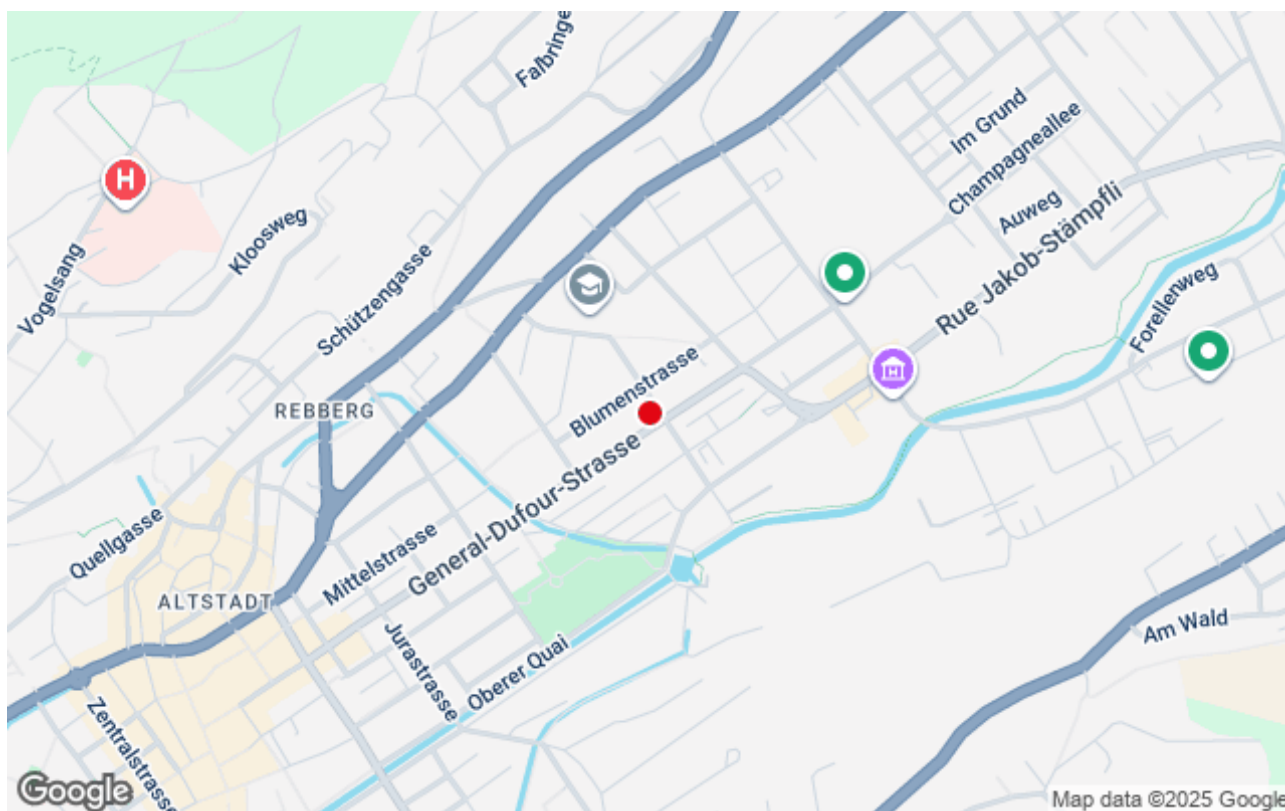 Falbringe
Im Grund
Champagneallee
Auweg
H
Kloosweg
Vogelsang
Schützengasse
Rue Jakob-Stämpfli
Forellenweg
Blumenstrasse
REBBERG
General-Dufour-Strasse
Quellgasse
Mittelstrasse
ALTSTADT
Jurastrasse
Oberer Quai
Am Wald
Zentralstrasse
Google
Map data ©2025 Google